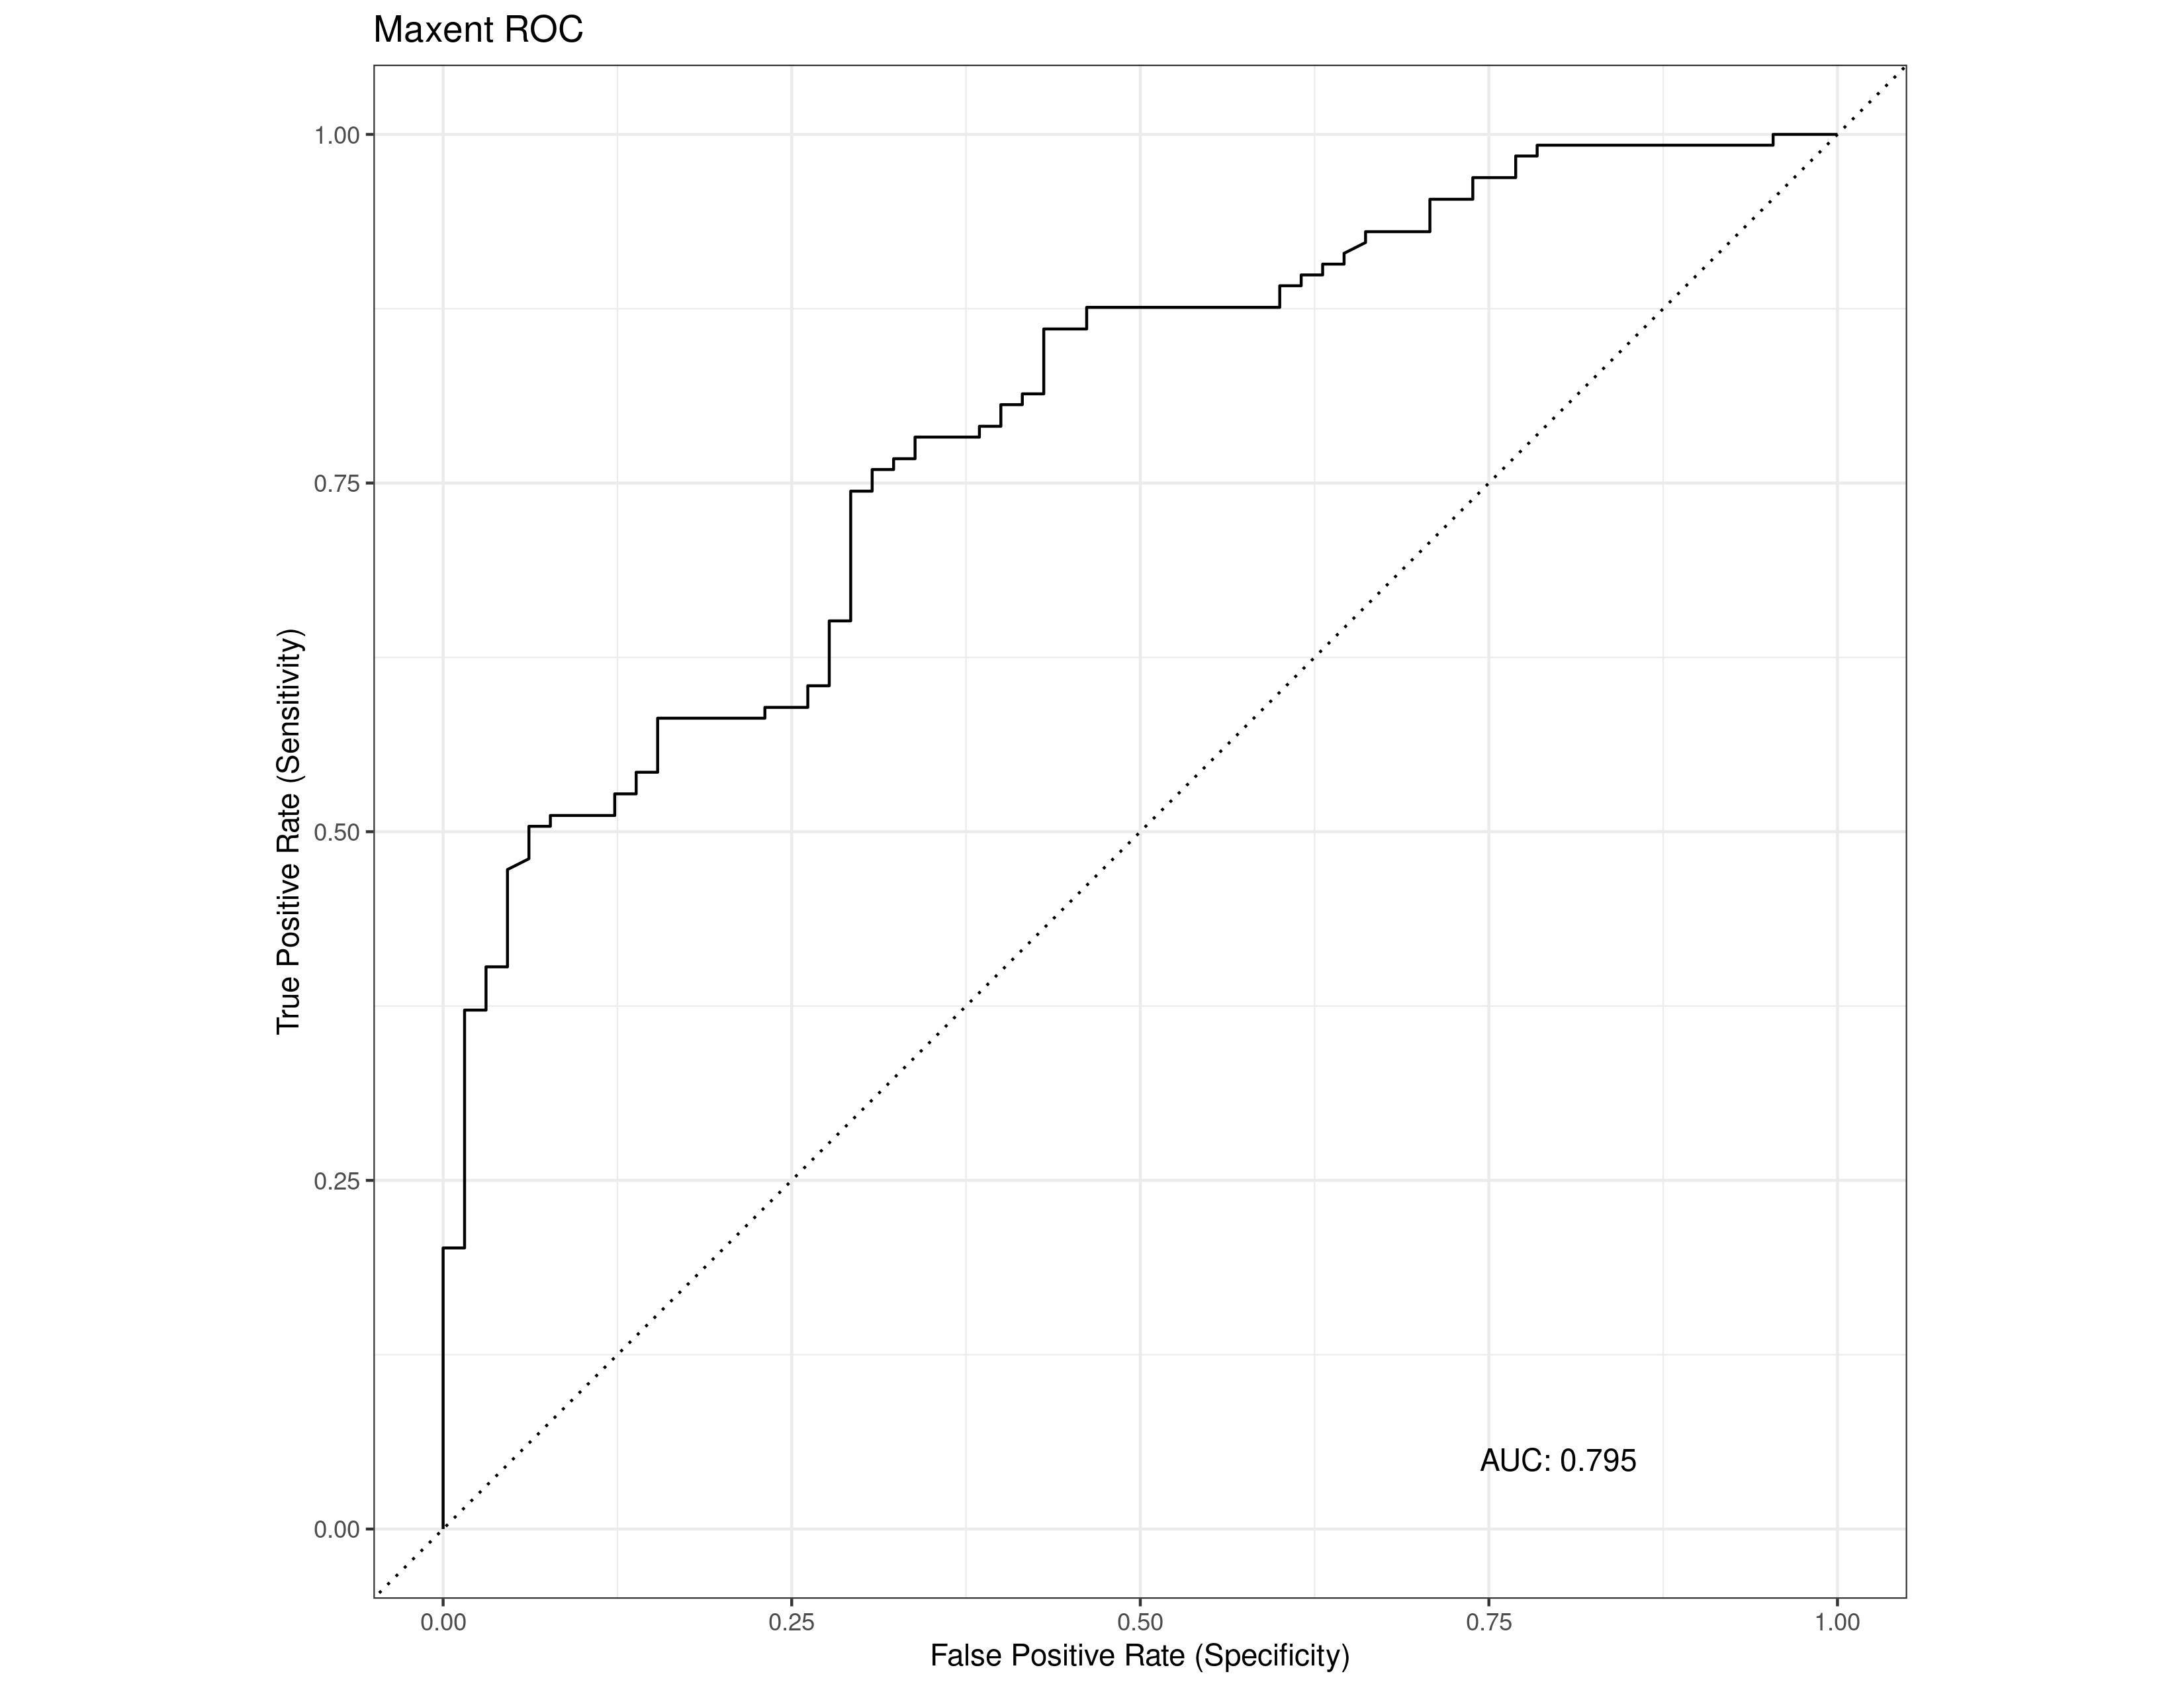 Maxent ROC
True Positive Rate (Sensitivity)
1.00
0.75
0.50
0.25
0.00
AUC: 0.795
0.00 0.25 0.50 0.75 1.00
False Positive Rate (Specificity)